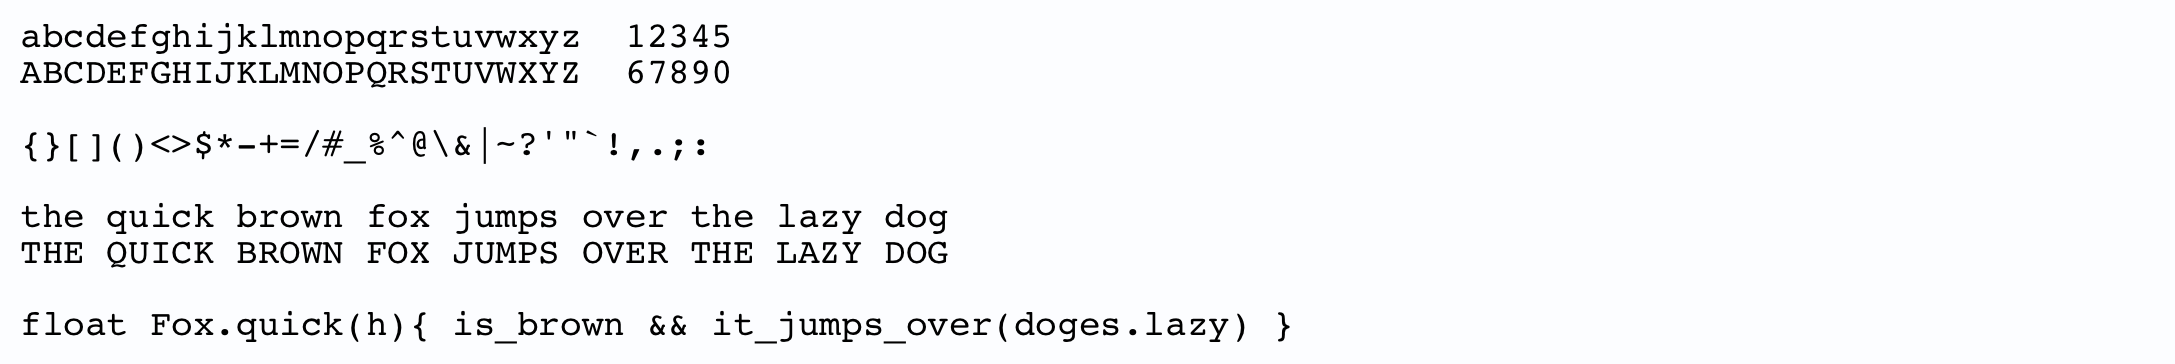 abcdefghijklmnopqrstuvwxyz  12345
ABCDEFGHIJKLMNOPQRSTUVWXYZ  67890
{}[]()<>$*-+=/#_%^@\&|~?'"`!,.;:
the quick brown fox jumps over the lazy dog
THE QUICK BROWN FOX JUMPS OVER THE LAZY DOG
float Fox.quick(h){ is_brown && it_jumps_over(doges.lazy) }